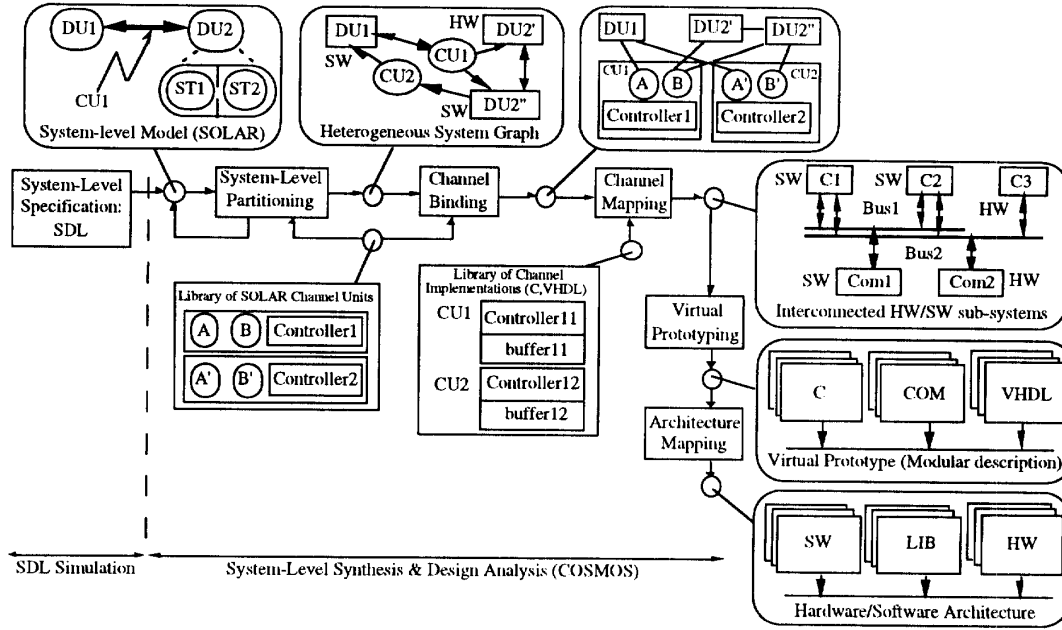 DU1
DU2
CU1
ST1
ST2
System-level Model (SOLAR)
DU1
HW
DU2'
SW
CU1
CU2
SW
DU2"
Heterogeneous System Graph
DU1
DU2'
DU2"
CU1
A
B
A'
B'
CU2
Controller1
Controller2
System-Level
Specification:
SDL
System-Level
Partitioning
Channel
Binding
Channel
Mapping
SW
C1
SW
C2
C3
Bus1
HW
Bus2
SW
Com1
Com2
HW
Interconnected HW/SW sub-systems
Library of SOLAR Channel Units
A
B
Controller1
A'
B'
Controller2
Library of Channel
Implementations (C,VHDL)
CU1
Controller11
buffer11
CU2
Controller12
buffer12
Virtual
Prototyping
Architecture
Mapping
C
COM
VHDL
Virtual Prototype (Modular description)
SW
LIB
HW
Hardware/Software Architecture
SDL Simulation
System-Level Synthesis & Design Analysis (COSMOS)